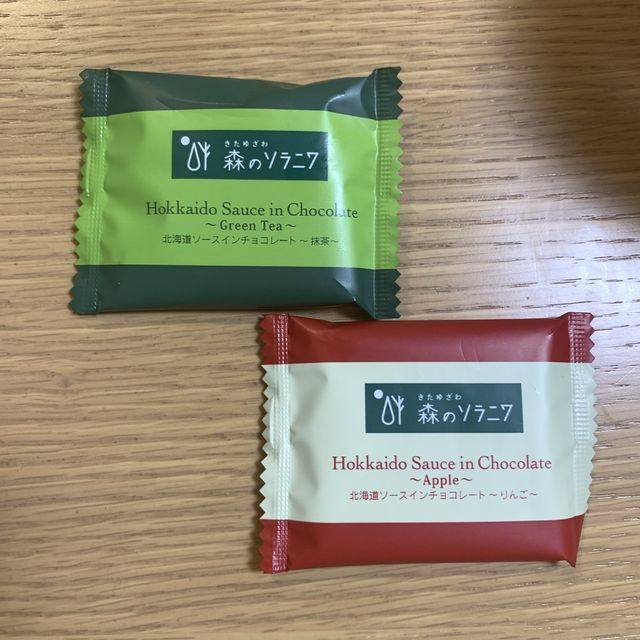 きたゆざわ
森のソラニワ
Hokkaido Sauce in Chocolate
～Green Tea～
北海道ソースインチョコレート～抹茶～
きたゆざわ
森のソラニワ
Hokkaido Sauce in Chocolate
～Apple～
北海道ソースインチョコレート～りんご～